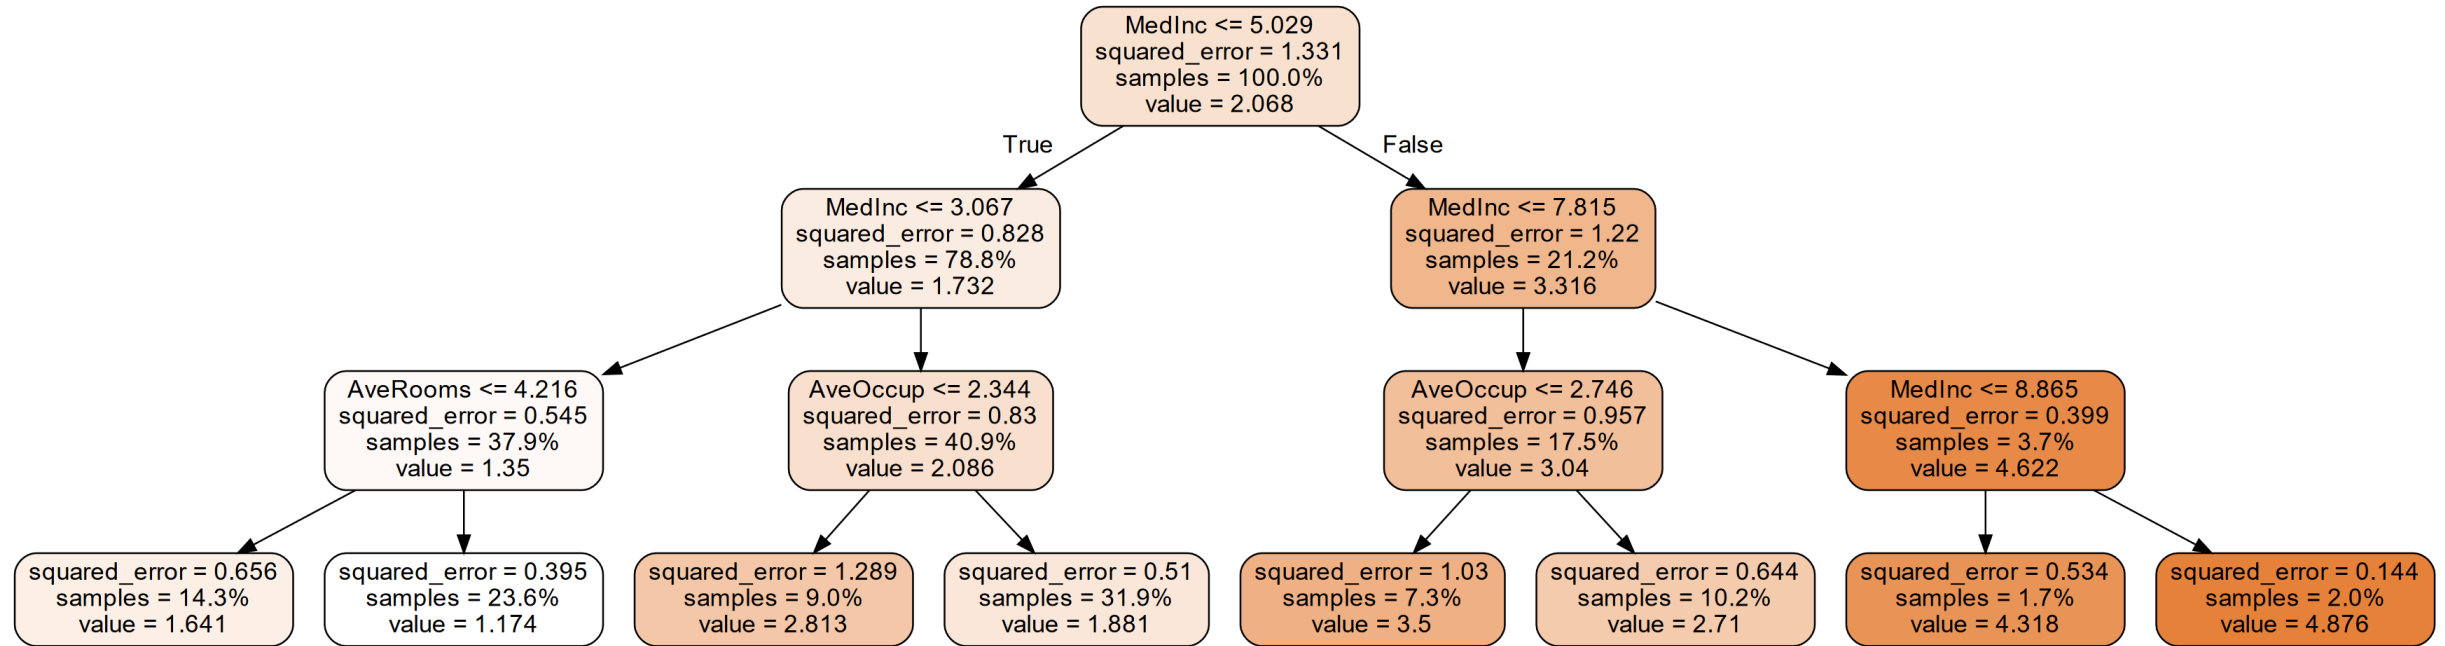 MedInc <= 5.029
squared_error = 1.331
samples = 100.0%
value = 2.068
True
False
MedInc <= 3.067
squared_error = 0.828
samples = 78.8%
value = 1.732
MedInc <= 7.815
squared_error = 1.22
samples = 21.2%
value = 3.316
AveRooms <= 4.216
squared_error = 0.545
samples = 37.9%
value = 1.35
AveOccup <= 2.344
squared_error = 0.83
samples = 40.9%
value = 2.086
AveOccup <= 2.746
squared_error = 0.957
samples = 17.5%
value = 3.04
MedInc <= 8.865
squared_error = 0.399
samples = 3.7%
value = 4.622
squared_error = 0.656
samples = 14.3%
value = 1.641
squared_error = 0.395
samples = 23.6%
value = 1.174
squared_error = 1.289
samples = 9.0%
value = 2.813
squared_error = 0.51
samples = 31.9%
value = 1.881
squared_error = 1.03
samples = 7.3%
value = 3.5
squared_error = 0.644
samples = 10.2%
value = 2.71
squared_error = 0.534
samples = 1.7%
value = 4.318
squared_error = 0.144
samples = 2.0%
value = 4.876